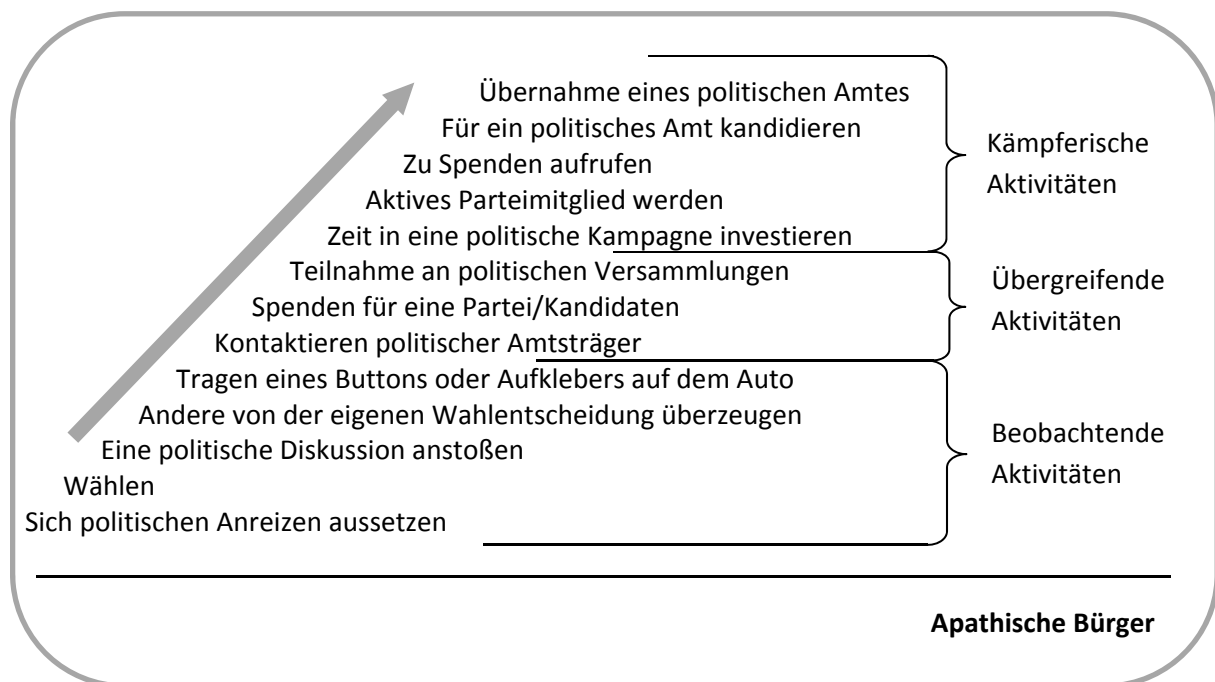 Übernahme eines politischen Amtes
Für ein politisches Amt kandidieren
Zu Spenden aufrufen
Aktives Parteimitglied werden
Zeit in eine politische Kampagne investieren
Kämpferische
Aktivitäten
Teilnahme an politischen Versammlungen
Spenden für eine Partei/Kandidaten
Kontaktieren politischer Amtsträger
Übergreifende
Aktivitäten
Tragen eines Buttons oder Aufklebers auf dem Auto
Andere von der eigenen Wahlentscheidung überzeugen
Eine politische Diskussion anstoßen
Wählen
Sich politischen Anreizen aussetzen
Beobachtende
Aktivitäten
Apathische Bürger